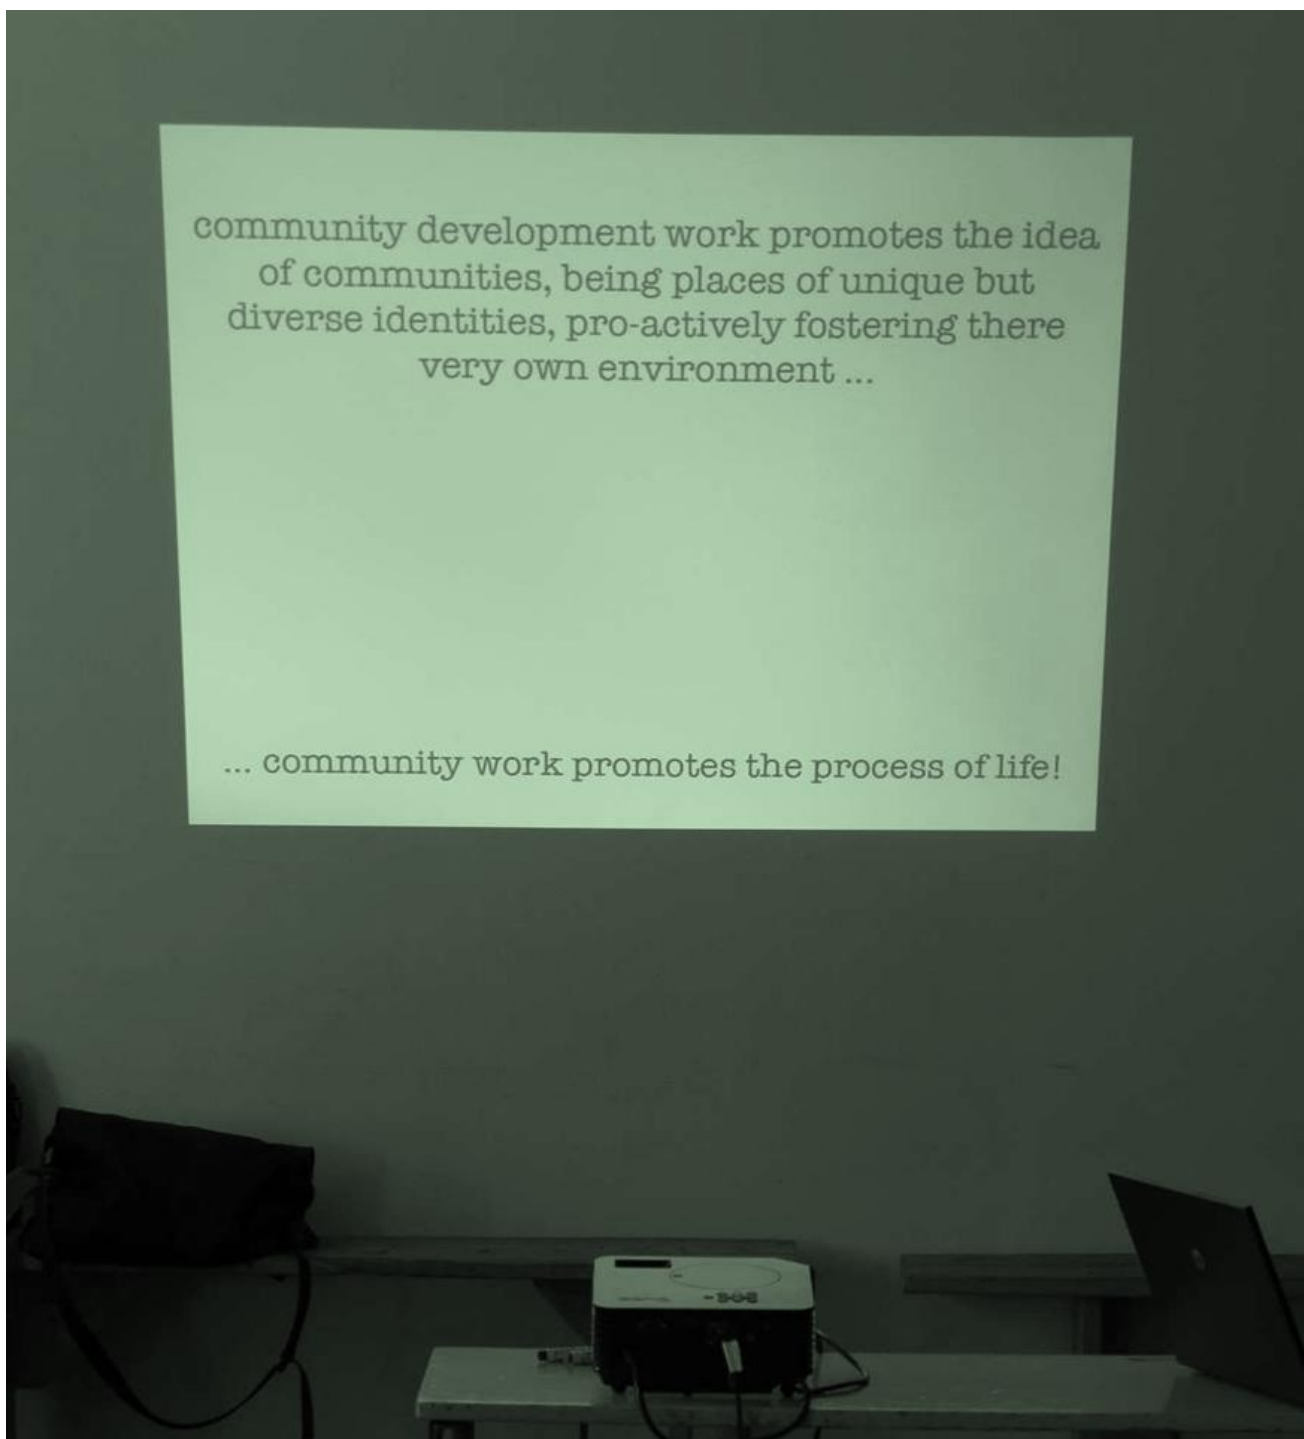 community development work promotes the idea
of communities, being places of unique but
diverse identities, pro-actively fostering there
very own environment ...
... community work promotes the process of life!